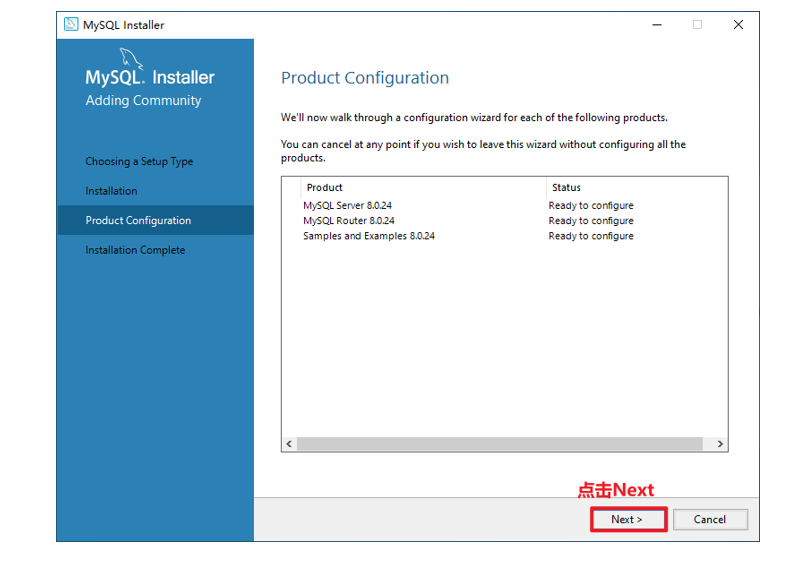 MySQL Installer
MySQL. Installer
Adding Community
Choosing a Setup Type
Installation
Product Configuration
Installation Complete
Product Configuration
We'll now walk through a configuration wizard for each of the following products.
You can cancel at any point if you wish to leave this wizard without configuring all the
products.
Product Status
MySQL Server 8.0.24 Ready to configure
MySQL Router 8.0.24 Ready to configure
Samples and Examples 8.0.24 Ready to configure
点击Next
Next > Cancel